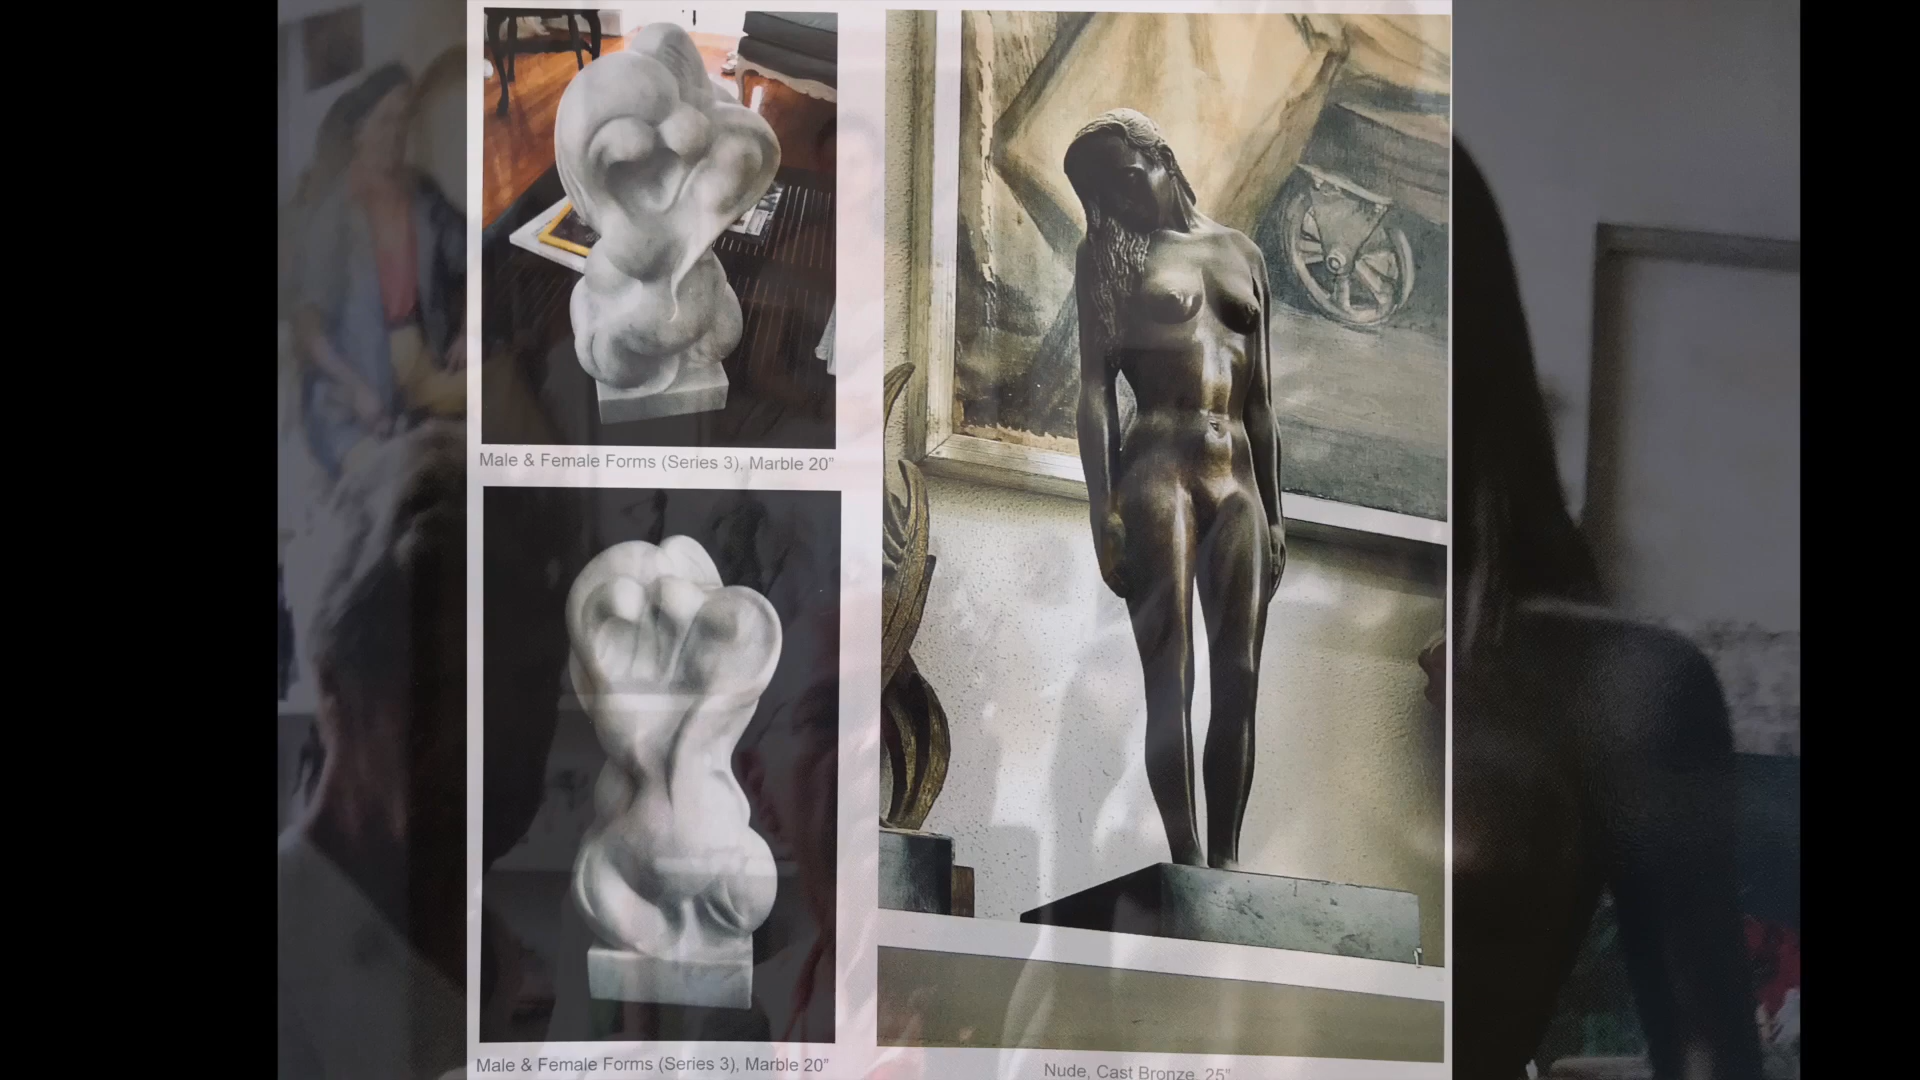 Male & Female Forms (Series 3), Marble 20”
Male & Female Forms (Series 3), Marble 20”
Nude, Cast Bronze, 25”